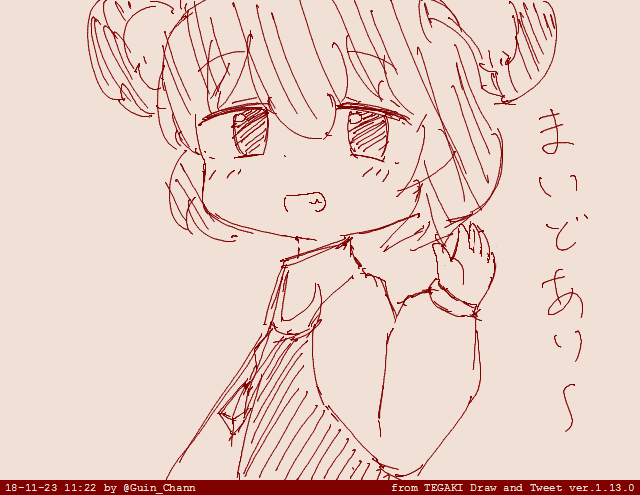 まいどあり〜
18-11-23 11:22 by @Guin_Chann
from TEGAKI Draw and Tweet ver.1.13.0